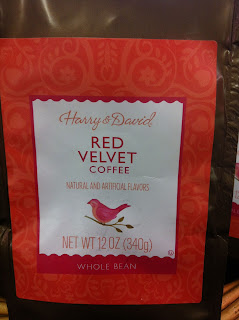 Harry & David
RED
VELVET
COFFEE
NATURAL AND ARTIFICIAL FLAVORS
NET WT 12 OZ (340g)
WHOLE BEAN